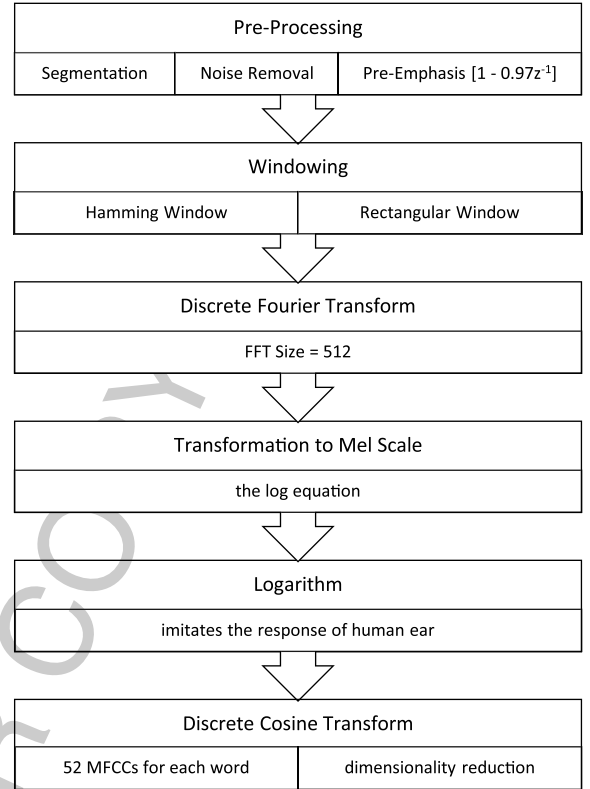 Pre-Processing
Segmentation Noise Removal Pre-Emphasis [1 - 0.97z⁻¹]
Windowing
Hamming Window Rectangular Window
Discrete Fourier Transform
FFT Size = 512
Transformation to Mel Scale
the log equation
Logarithm
imitates the response of human ear
Discrete Cosine Transform
52 MFCCs for each word dimensionality reduction
R COPY